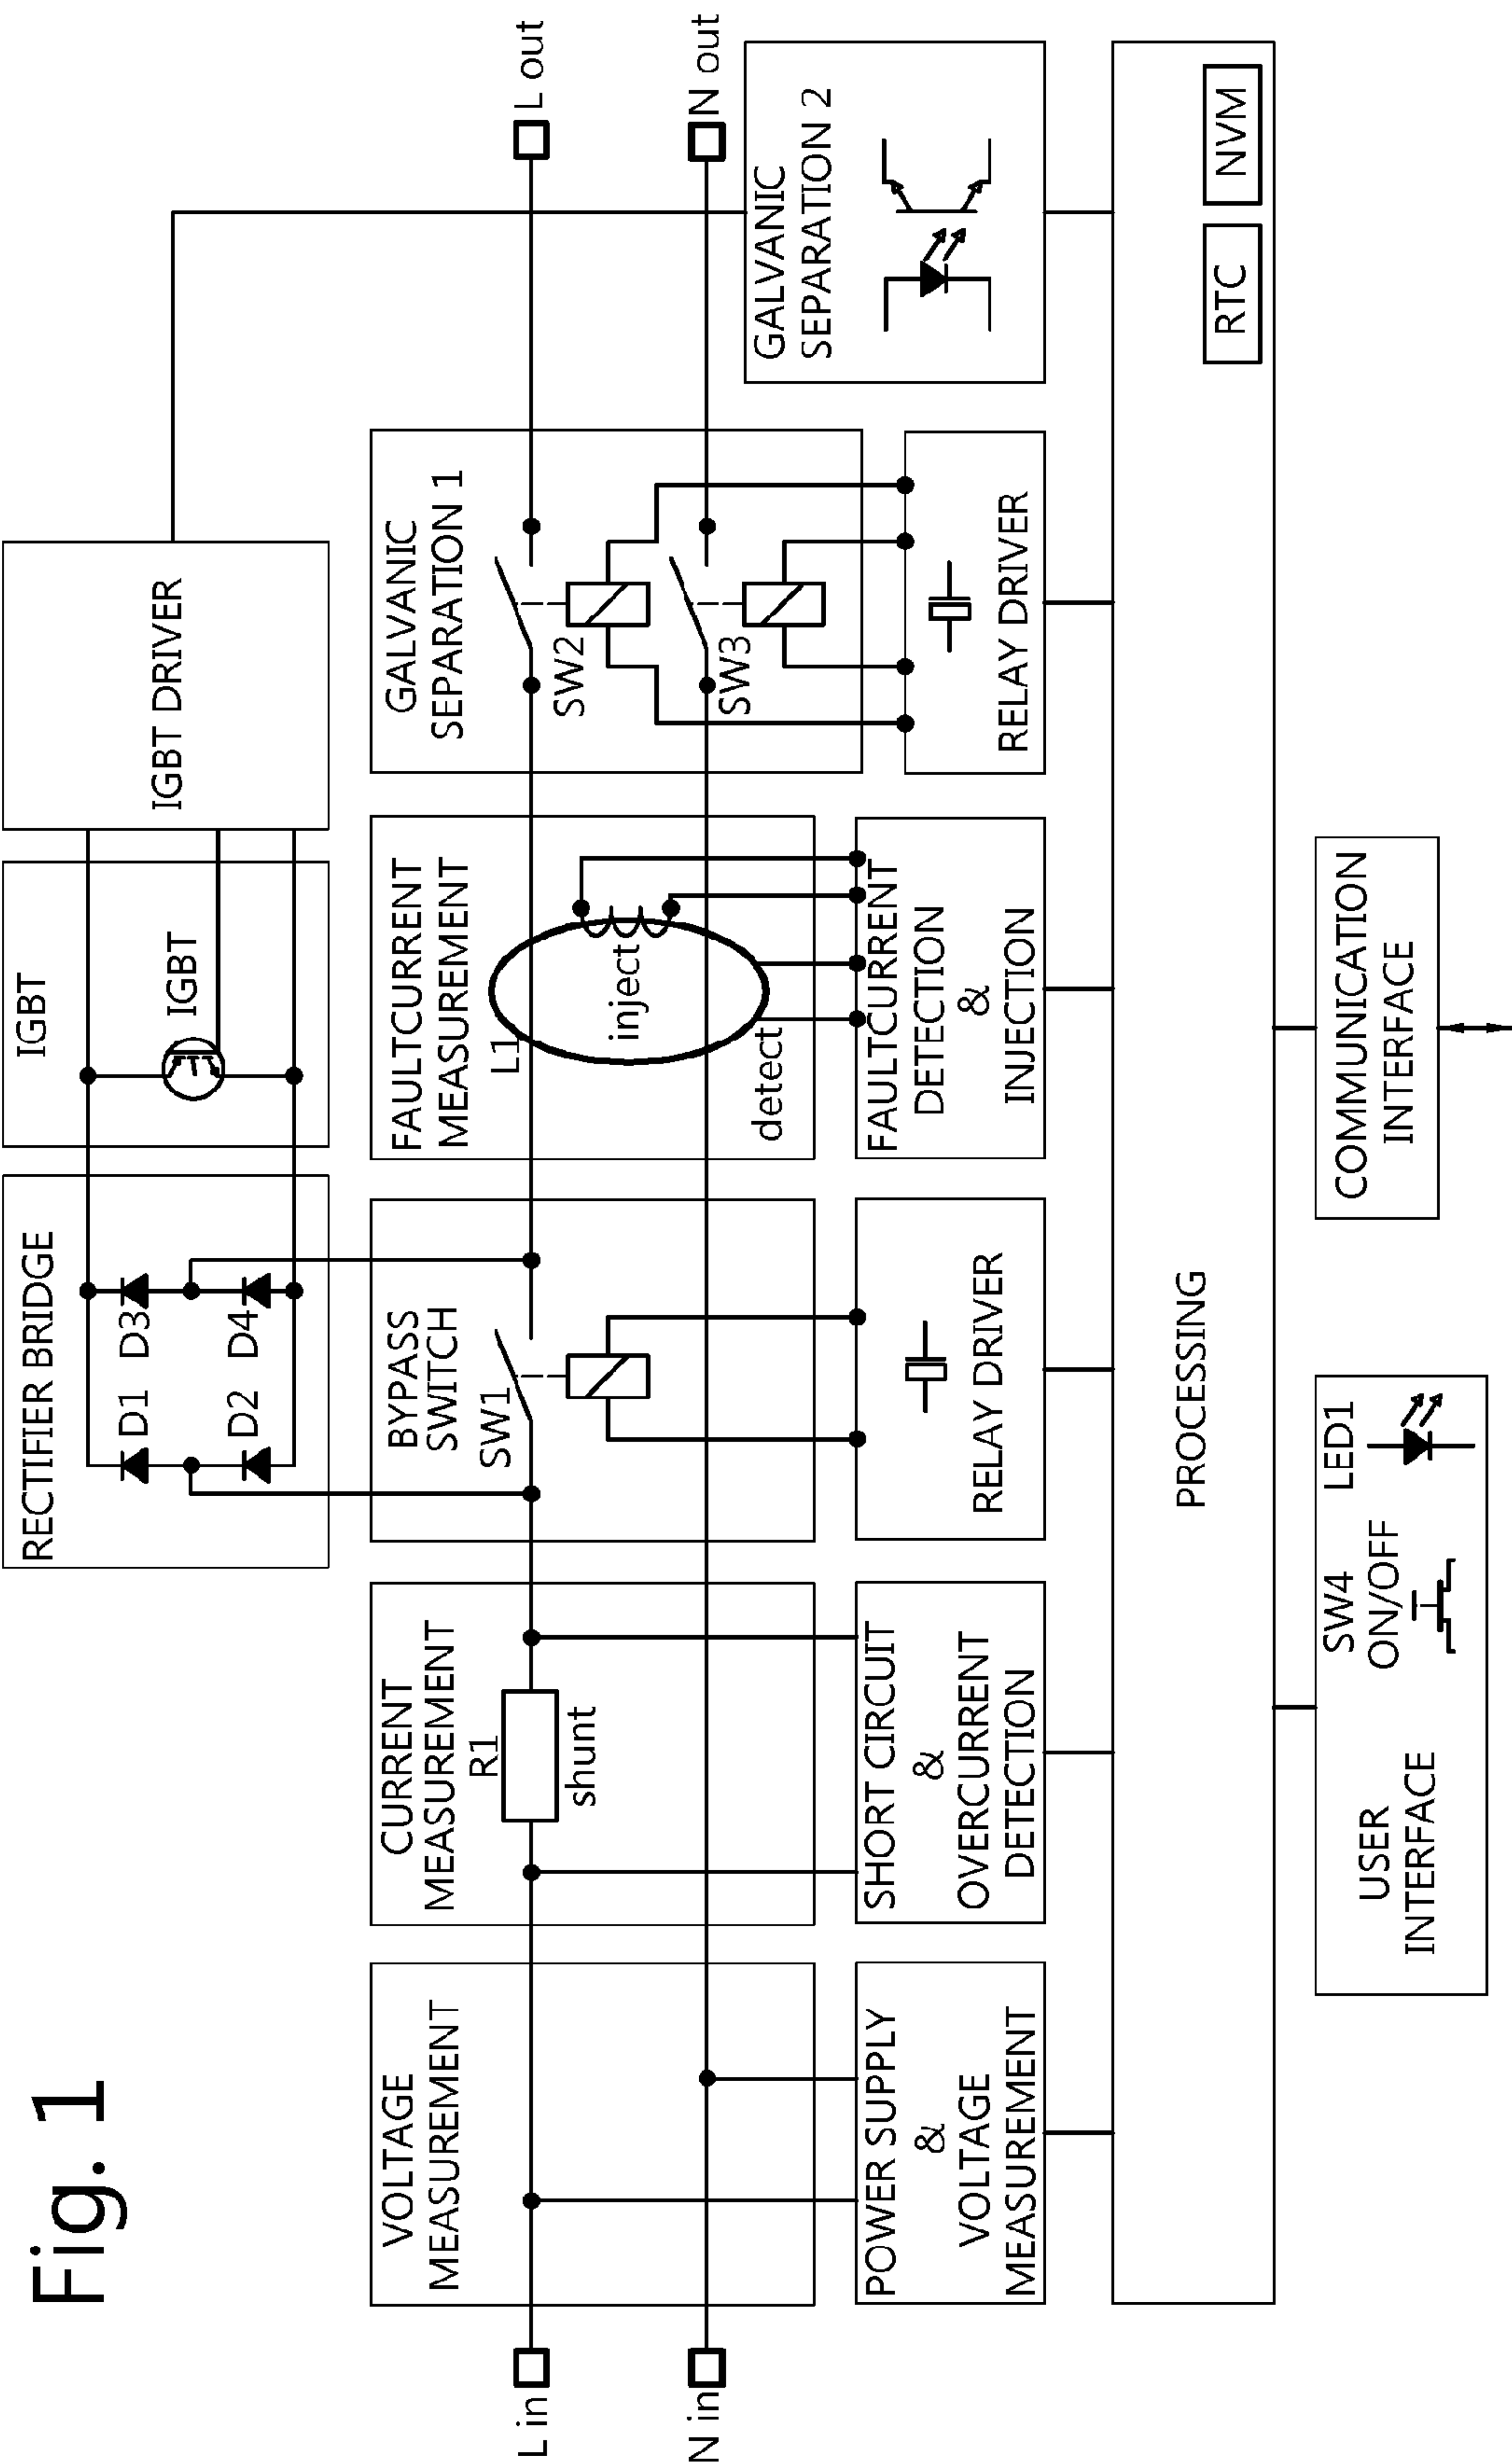 Fig. 1
RECTIFIER BRIDGE
D1
D3
D2
D4
IGBT
IGBT
IGBT DRIVER
VOLTAGE
MEASUREMENT
CURRENT
MEASUREMENT
R1
shunt
BYPASS
SWITCH
SW1
FAULTCURRENT
MEASUREMENT
L1
inject
detect
GALVANIC
SEPARATION 1
SW2
SW3
L in
N in
L out
N out
POWER SUPPLY
&
VOLTAGE
MEASUREMENT
SHORT CIRCUIT
&
OVERCURRENT
DETECTION
RELAY DRIVER
FAULTCURRENT
DETECTION
&
INJECTION
RELAY DRIVER
GALVANIC
SEPARATION 2
PROCESSING
RTC
NVM
USER
INTERFACE
SW4
ON/OFF
LED1
COMMUNICATION
INTERFACE